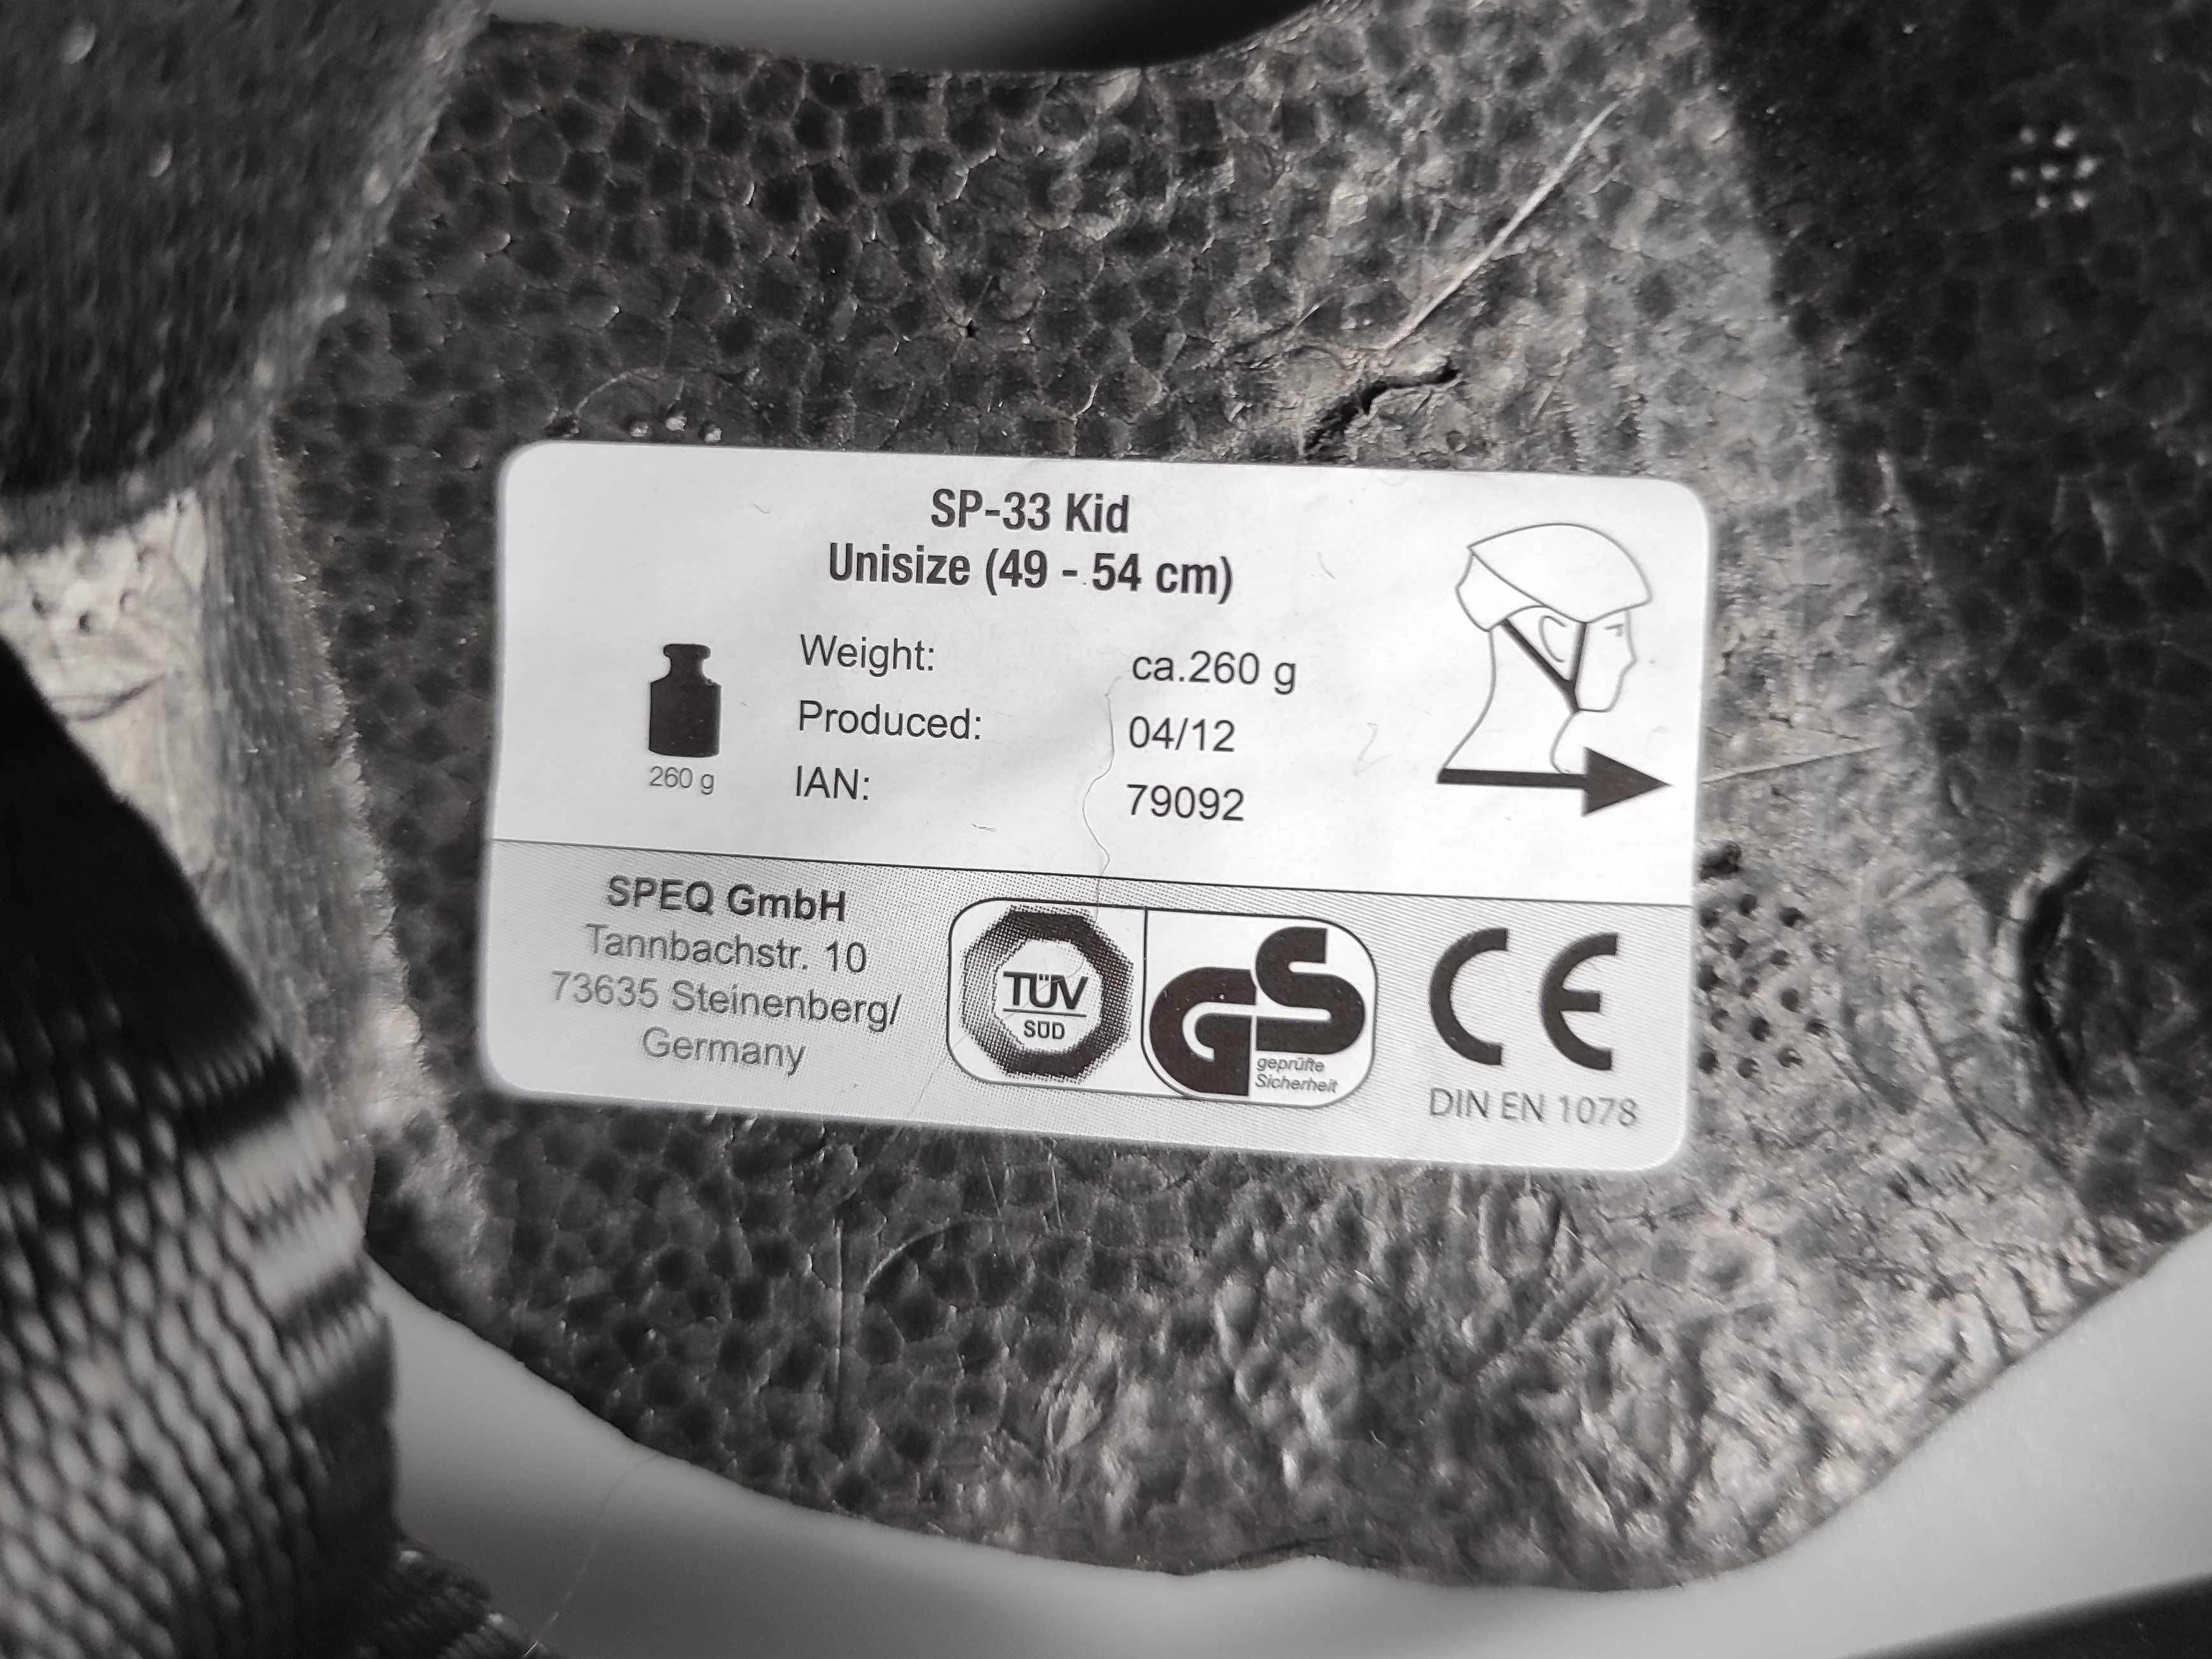 SP-33 Kid
Unisize (49 - 54 cm)
260 g
Weight: ca.260 g
Produced: 04/12
IAN: 79092
SPEQ GmbH
Tannbachstr. 10
73635 Steinenberg/
Germany
TÜV
SÜD
GS
geprüfte
Sicherheit
CE
DIN EN 1078